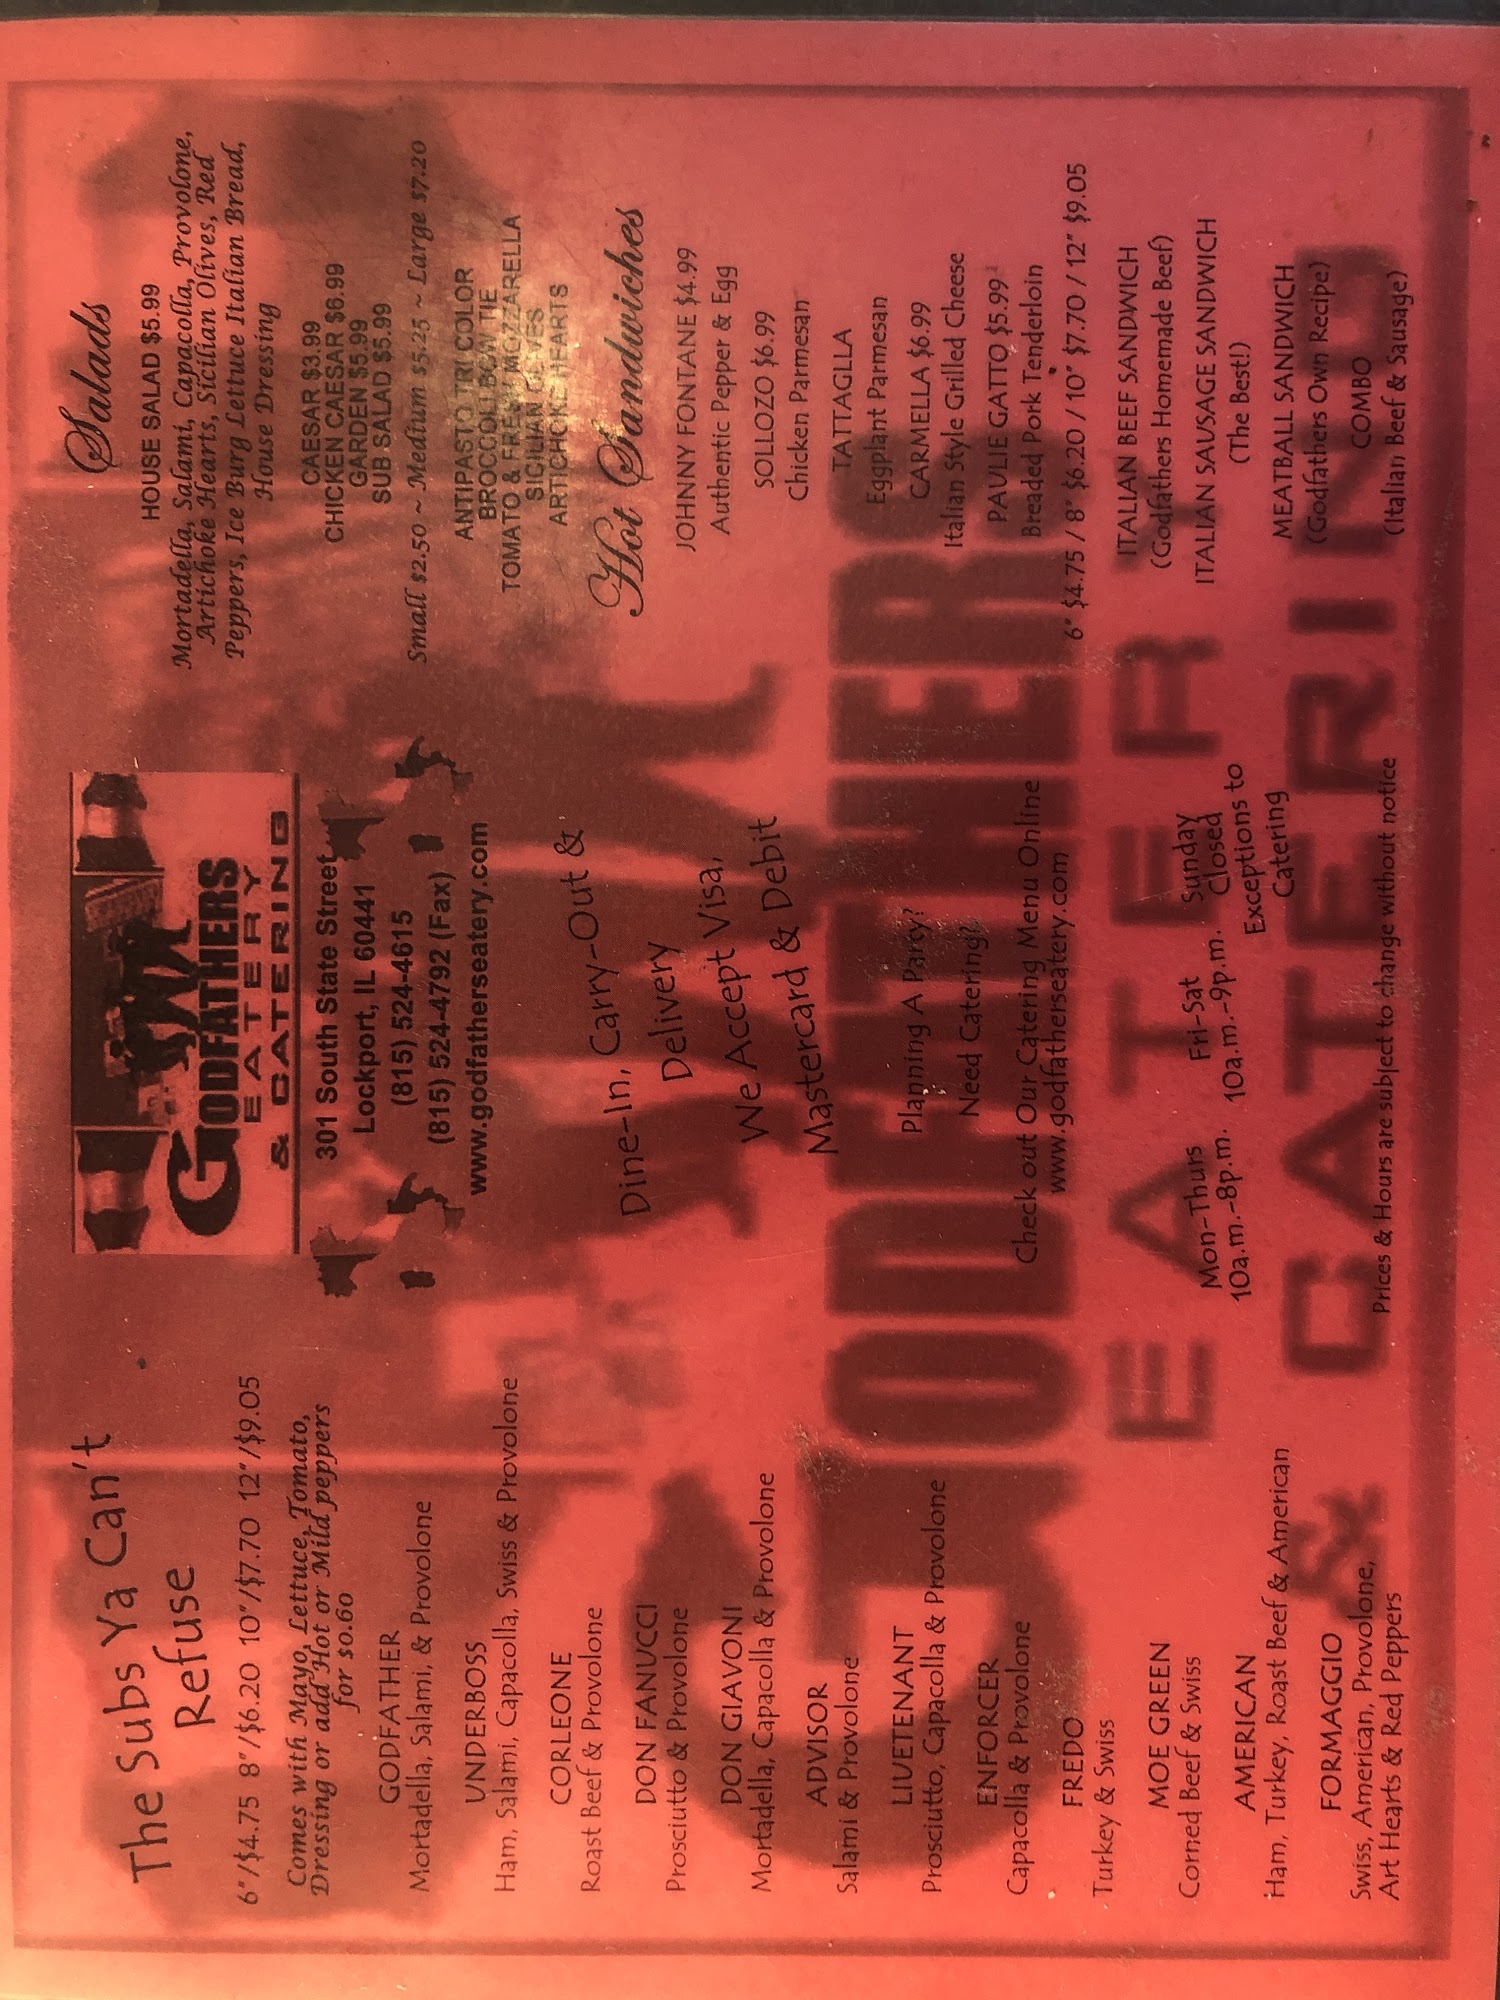 The Subs Ya Can't
Refuse
6"/$4.75 8"/$6.20 10"/$7.70 12"/$9.05
Comes with Mayo, Lettuce, Tomato,
Dressing or add Hot or Mild peppers
for $0.60
GODFATHER
Mortadella, Salami, & Provolone
UNDERBOSS
Ham, Salami, Capacolla, Swiss & Provolone
CORLEONE
Roast Beef & Provolone
DON FANUCCI
Prosciutto & Provolone
DON GIAVONI
Mortadella, Capacolla & Provolone
ADVISOR
Salami & Provolone
LIUETENANT
Prosciutto, Capacolla & Provolone
ENFORCER
Capacolla & Provolone
FREDO
Turkey & Swiss
MOE GREEN
Corned Beef & Swiss
AMERICAN
Ham, Turkey, Roast Beef & American
FORMAGGIO
Swiss, American, Provolone,
Art Hearts & Red Peppers
GODFATHERS
EATERY
& CATERING
301 South State Street
Lockport, IL 60441
(815) 524-4615
(815) 524-4792 (Fax)
www.godfatherseatery.com
Dine-In, Carry-Out &
Delivery
We Accept Visa,
Mastercard & Debit
Planning A Party?
Need Catering?
Check out Our Catering Menu Online
www.godfatherseatery.com
Mon-Thurs Fri-Sat Sunday
10a.m.-8p.m. 10a.m.-9p.m. Closed
Exceptions to
Catering
Prices & Hours are subject to change without notice
Salads
HOUSE SALAD $5.99
Mortadella, Salami, Capacolla, Provolone,
Artichoke Hearts, Sicilian Olives, Red
Peppers, Ice Burg Lettuce Italian Bread,
House Dressing
CAESAR $3.99
CHICKEN CAESAR $6.99
GARDEN $5.99
SUB SALAD $5.99
Small $2.50 ~ Medium $5.25 ~ Large $7.20
ANTIPASTO TRI COLOR
BROCCOLI BOW TIE
TOMATO & FRESH MOZZARELLA
SICILIAN OLIVES
ARTICHOKE HEARTS
Hot Sandwiches
JOHNNY FONTANE $4.99
Authentic Pepper & Egg
SOLLOZO $6.99
Chicken Parmesan
TATTAGLLA
Eggplant Parmesan
CARMELLA $6.99
Italian Style Grilled Cheese
PAULIE GATTO $5.99
Breaded Pork Tenderloin
6" $4.75 / 8" $6.20 / 10" $7.70 / 12" $9.05
ITALIAN BEEF SANDWICH
(Godfathers Homemade Beef)
ITALIAN SAUSAGE SANDWICH
(The Best!)
MEATBALL SANDWICH
(Godfathers Own Recipe)
COMBO
(Italian Beef & Sausage)
GODFATHERS
EATERY
& CATERING